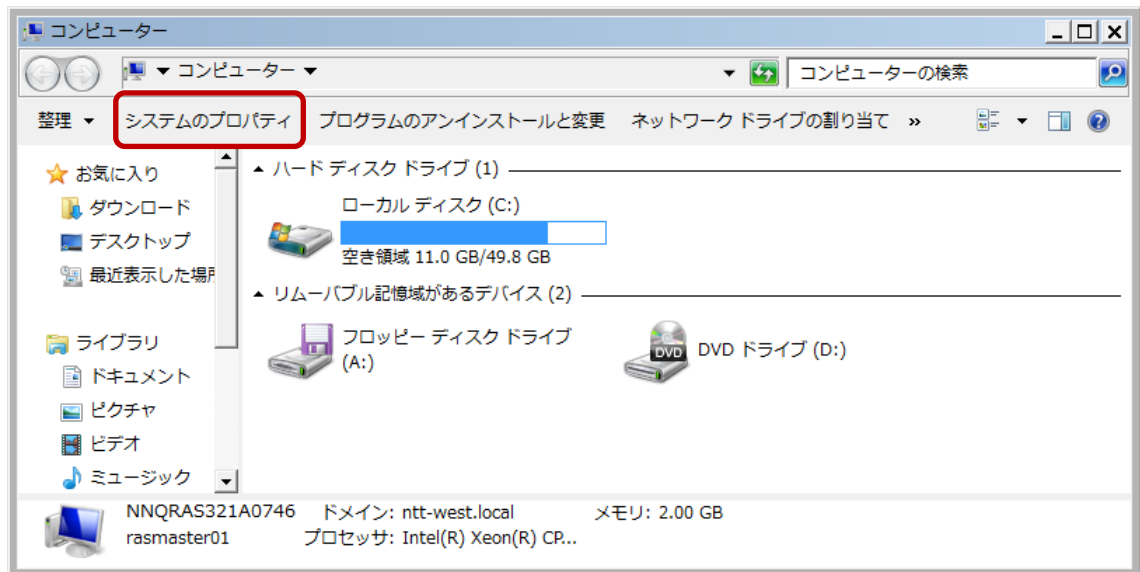 コンピューター
コンピューター
コンピューターの検索
整理 システムのプロパティ プログラムのアンインストールと変更 ネットワーク ドライブの割り当て »
お気に入り
ダウンロード
デスクトップ
最近表示した場所
ライブラリ
ドキュメント
ピクチャ
ビデオ
ミュージック
ハード ディスク ドライブ (1)
ローカル ディスク (C:)
空き領域 11.0 GB/49.8 GB
リムーバブル記憶域があるデバイス (2)
フロッピー ディスク ドライブ
(A:)
DVD
DVD ドライブ (D:)
NNQRAS321A0746 ドメイン: ntt-west.local メモリ: 2.00 GB
rasmaster01 プロセッサ: Intel(R) Xeon(R) CP...